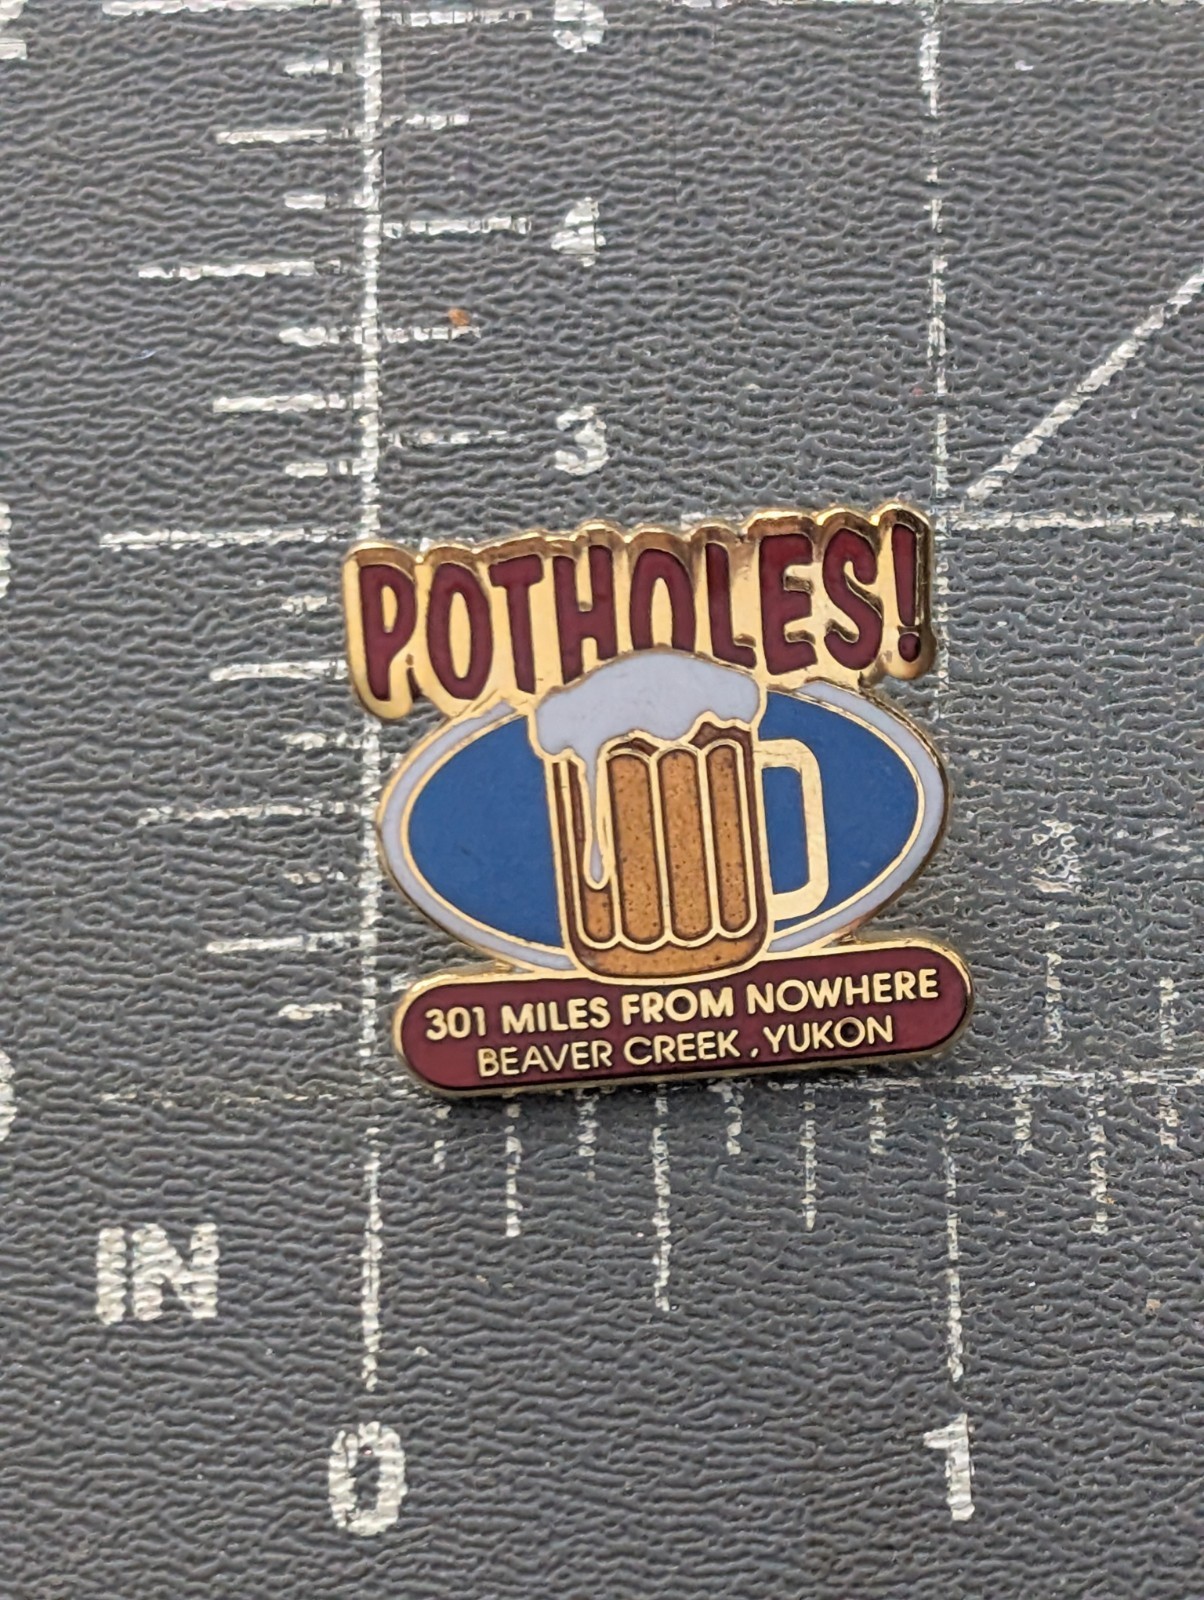 4
3
POTHOLES!
301 MILES FROM NOWHERE
BEAVER CREEK, YUKON
IN
0 1